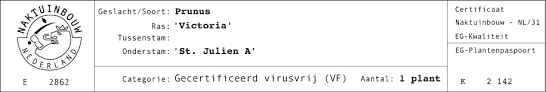 NAKTUINBOUW
NEDERLAND
E 2862
Geslacht/Soort: Prunus
Ras: 'Victoria'
Tussenstam:
Onderstam: 'St. Julien A'
Categorie: Gecertificeerd virusvrij (VF) Aantal: 1 plant
Certificaat
Naktuinbouw - NL/31
EG-Kwaliteit
EG-Plantenpaspoort
K 2 142